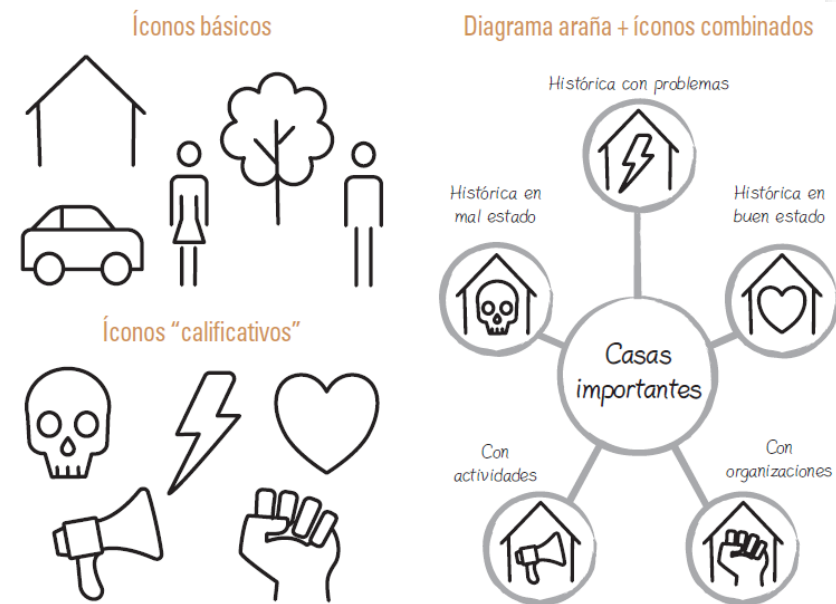 Íconos básicos
Íconos “calificativos”
Diagrama araña + íconos combinados
Histórica con problemas
Histórica en
mal estado
Histórica en
buen estado
Casas
importantes
Con
actividades
Con
organizaciones